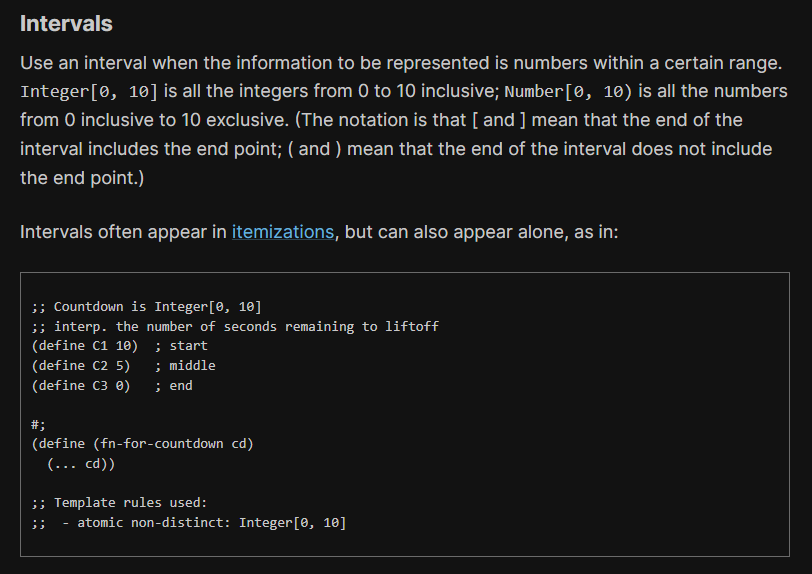 Intervals
Use an interval when the information to be represented is numbers within a certain range.
Integer[0, 10] is all the integers from 0 to 10 inclusive; Number[0, 10) is all the numbers
from 0 inclusive to 10 exclusive. (The notation is that [ and ] mean that the end of the
interval includes the end point; ( and ) mean that the end of the interval does not include
the end point.)
Intervals often appear in itemizations, but can also appear alone, as in:
;; Countdown is Integer[0, 10]
;; interp. the number of seconds remaining to liftoff
(define C1 10)  ; start
(define C2 5)   ; middle
(define C3 0)   ; end
#;
(define (fn-for-countdown cd)
  (... cd))
;; Template rules used:
;;  - atomic non-distinct: Integer[0, 10]